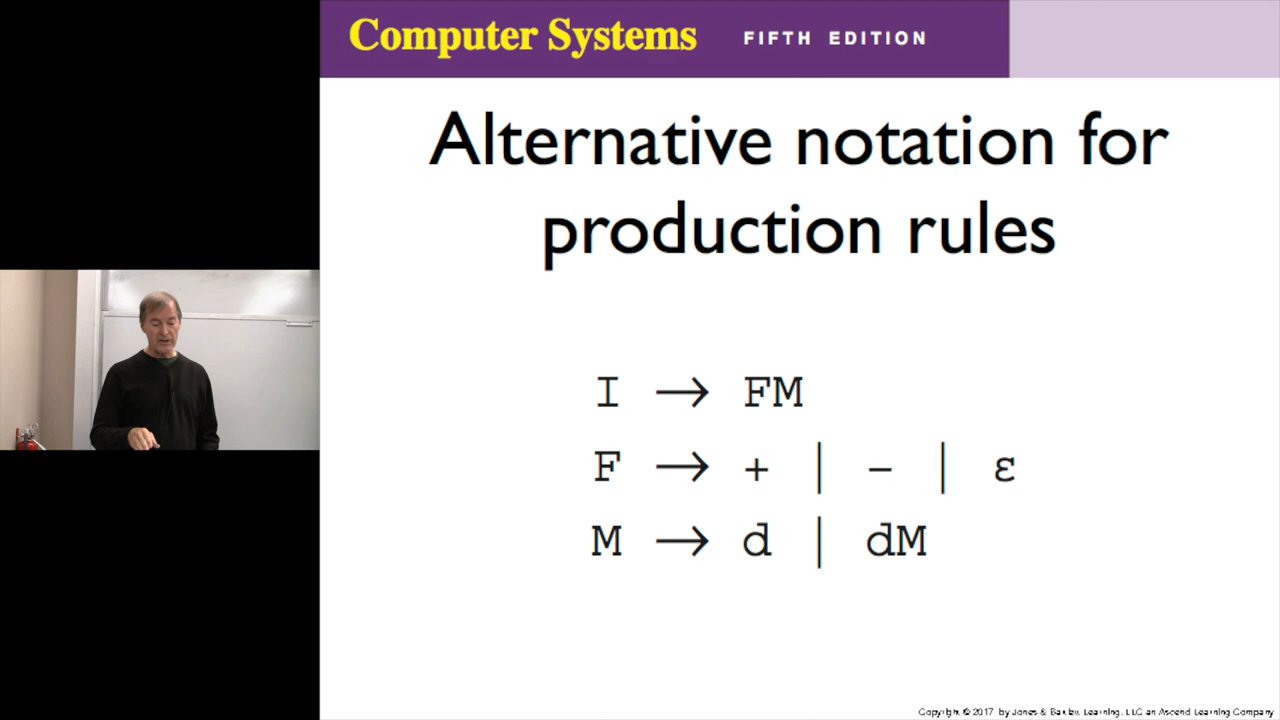 Computer Systems FIFTH EDITION
Alternative notation for
production rules
I → FM
F → + | − | ε
M → d | dM
Copyright © 2017 by Jones & Bartlett Learning, LLC an Ascend Learning Company